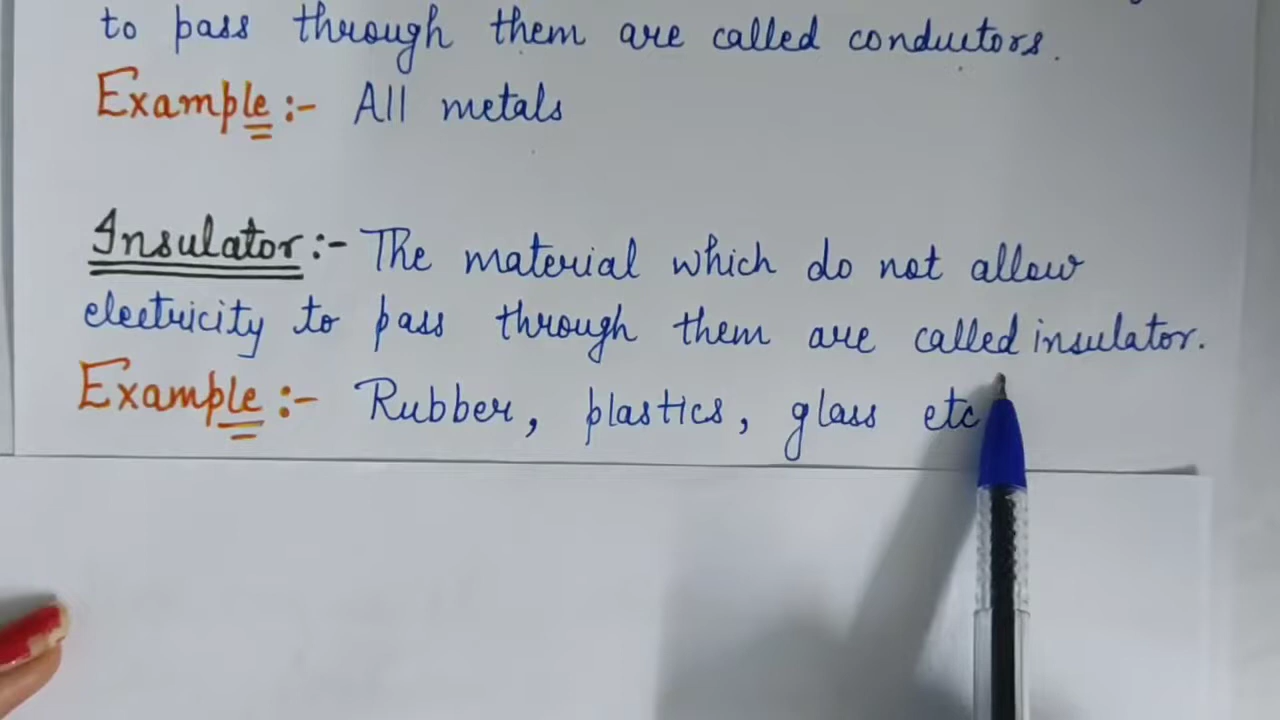 to pass through them are called conductors.
Example :- All metals
Insulator :- The material which do not allow
electricity to pass through them are called insulator.
Example :- Rubber, plastics, glass etc